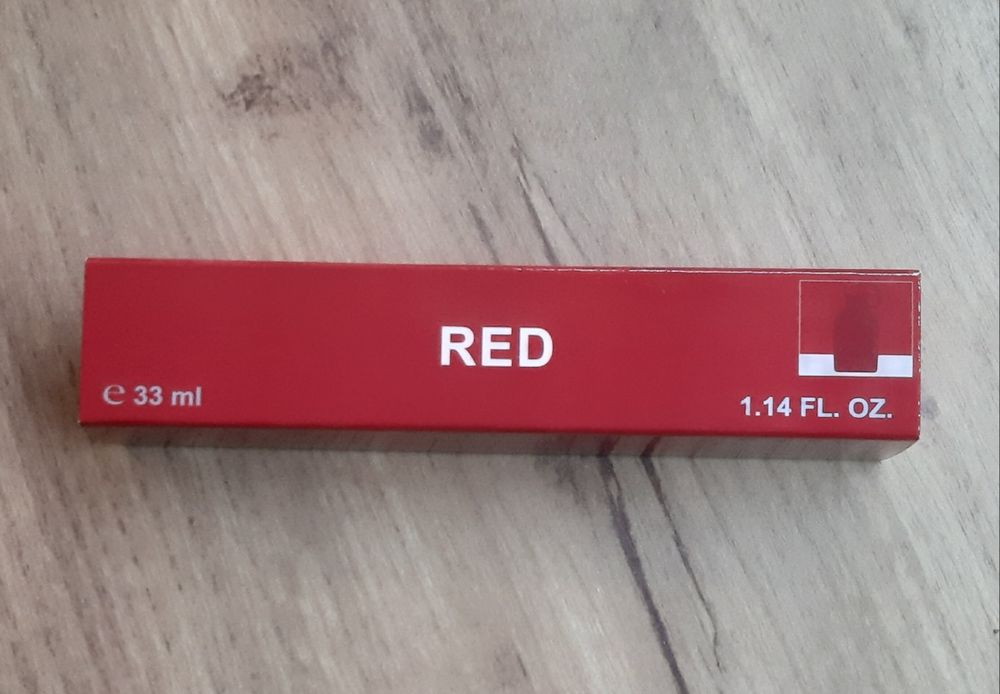 RED
℮ 33 ml
1.14 FL. OZ.